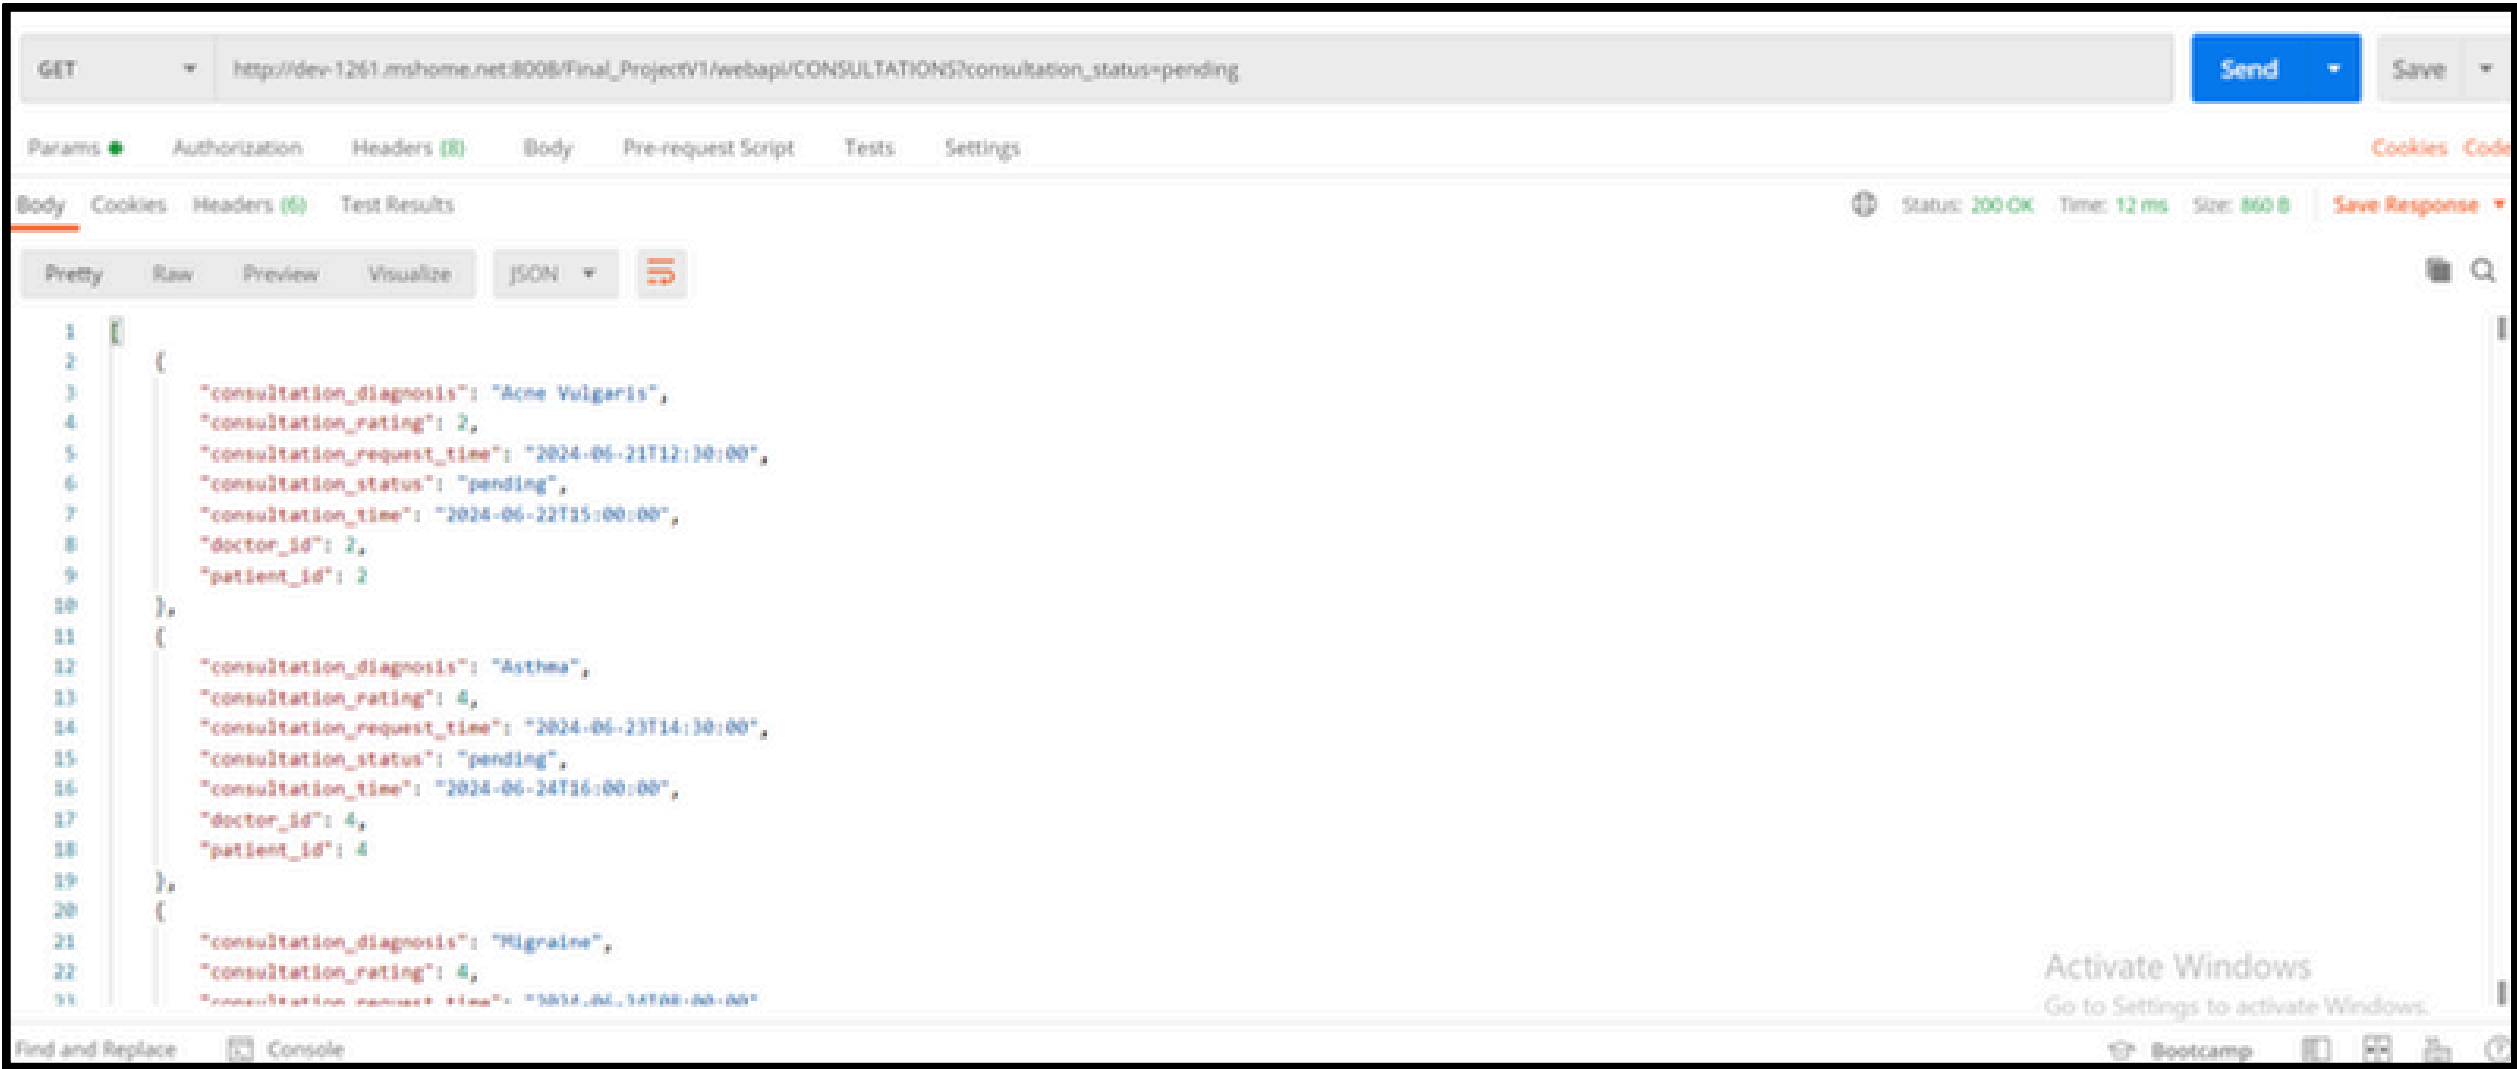 GET http://dev-1261.mshome.net:8008/Final_ProjectV1/webapi/CONSULTATIONS?consultation_status=pending Send Save
Params Authorization Headers (8) Body Pre-request Script Tests Settings Cookies Code
Body Cookies Headers (6) Test Results Status: 200 OK Time: 12 ms Size: 860 B Save Response
Pretty Raw Preview Visualize JSON
1 [
2 {
3 "consultation_diagnosis": "Acne Vulgaris",
4 "consultation_rating": 2,
5 "consultation_request_time": "2024-06-21T12:30:00",
6 "consultation_status": "pending",
7 "consultation_time": "2024-06-22T15:00:00",
8 "doctor_id": 2,
9 "patient_id": 2
10 },
11 {
12 "consultation_diagnosis": "Asthma",
13 "consultation_rating": 4,
14 "consultation_request_time": "2024-06-23T14:30:00",
15 "consultation_status": "pending",
16 "consultation_time": "2024-06-24T16:00:00",
17 "doctor_id": 4,
18 "patient_id": 4
19 },
20 {
21 "consultation_diagnosis": "Migraine",
22 "consultation_rating": 4,
23 "consultation_request_time":
Activate Windows
Go to Settings to activate Windows.
Find and Replace Console Bootcamp